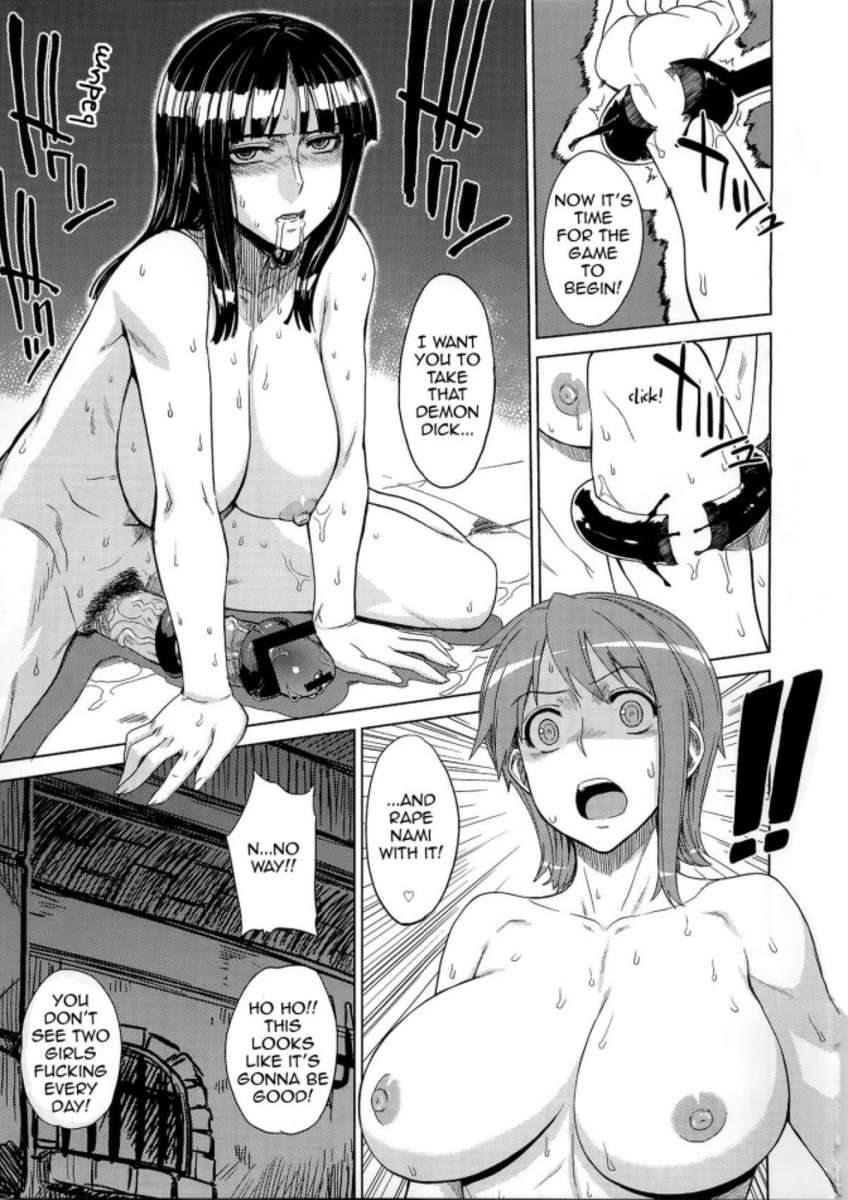 NOW IT'S
TIME
FOR THE
GAME
TO
BEGIN!
click!
I WANT
YOU TO
TAKE
THAT
DEMON
DICK...
!!
...AND
RAPE
NAMI
WITH IT!
N...NO
WAY!!
HO HO!!
THIS
LOOKS
LIKE IT'S
GONNA BE
GOOD!
YOU
DON'T
SEE TWO
GIRLS
FUCKING
EVERY
DAY!